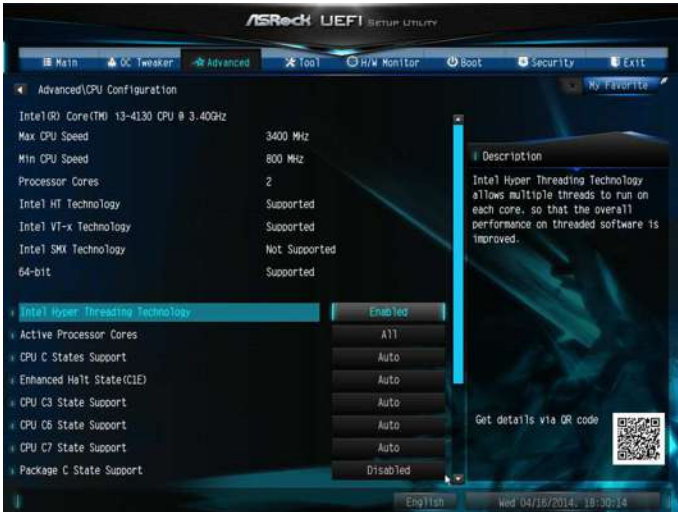 ASRock UEFI SETUP UTILITY
Main OC Tweaker Advanced Tool H/W Monitor Boot Security Exit
Advanced\CPU Configuration My Favorite
Intel(R) Core(TM) i3-4130 CPU @ 3.40GHz
Max CPU Speed 3400 MHz
Min CPU Speed 800 MHz
Processor Cores 2
Intel HT Technology Supported
Intel VT-x Technology Supported
Intel SMX Technology Not Supported
64-bit Supported
Intel Hyper Threading Technology Enabled
Active Processor Cores All
CPU C States Support Auto
Enhanced Halt State(C1E) Auto
CPU C3 State Support Auto
CPU C6 State Support Auto
CPU C7 State Support Auto
Package C State Support Disabled
Description
Intel Hyper Threading Technology
allows multiple threads to run on
each core. so that the overall
performance on threaded software is
improved.
Get details via QR code
English Wed 04/16/2014. 18:30:14